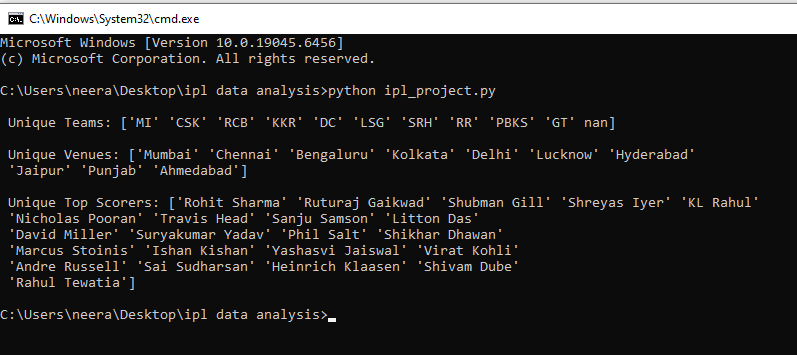 C:\Windows\System32\cmd.exe
Microsoft Windows [Version 10.0.19045.6456]
(c) Microsoft Corporation. All rights reserved.
C:\Users\neera\Desktop\ipl data analysis>python ipl_project.py
Unique Teams: ['MI' 'CSK' 'RCB' 'KKR' 'DC' 'LSG' 'SRH' 'RR' 'PBKS' 'GT' nan]
Unique Venues: ['Mumbai' 'Chennai' 'Bengaluru' 'Kolkata' 'Delhi' 'Lucknow' 'Hyderabad'
'Jaipur' 'Punjab' 'Ahmedabad']
Unique Top Scorers: ['Rohit Sharma' 'Ruturaj Gaikwad' 'Shubman Gill' 'Shreyas Iyer' 'KL Rahul'
'Nicholas Pooran' 'Travis Head' 'Sanju Samson' 'Litton Das'
'David Miller' 'Suryakumar Yadav' 'Phil Salt' 'Shikhar Dhawan'
'Marcus Stoinis' 'Ishan Kishan' 'Yashasvi Jaiswal' 'Virat Kohli'
'Andre Russell' 'Sai Sudharsan' 'Heinrich Klaasen' 'Shivam Dube'
'Rahul Tewatia']
C:\Users\neera\Desktop\ipl data analysis>